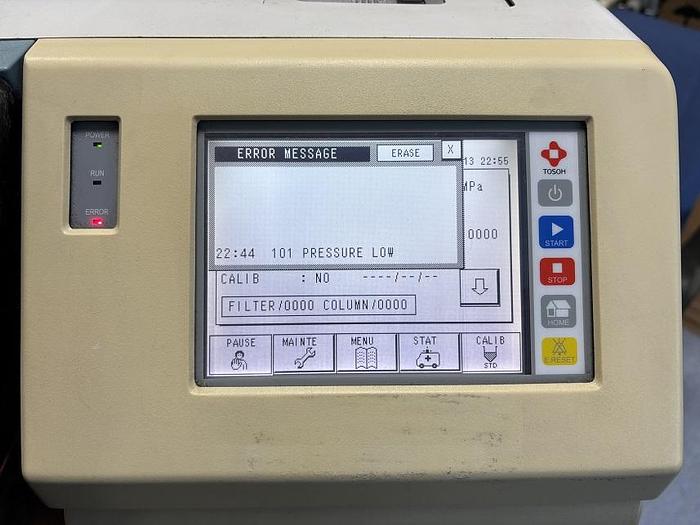 POWER
RUN
ERROR
ERROR MESSAGE
ERASE
X
13 22:55
MPa
0000
22:44 101 PRESSURE LOW
CALIB : NO ----/--/--
FILTER/0000 COLUMN/0000
PAUSE
MAINTE
MENU
STAT
CALIB
STD
TOSOH
START
STOP
HOME
E.RESET